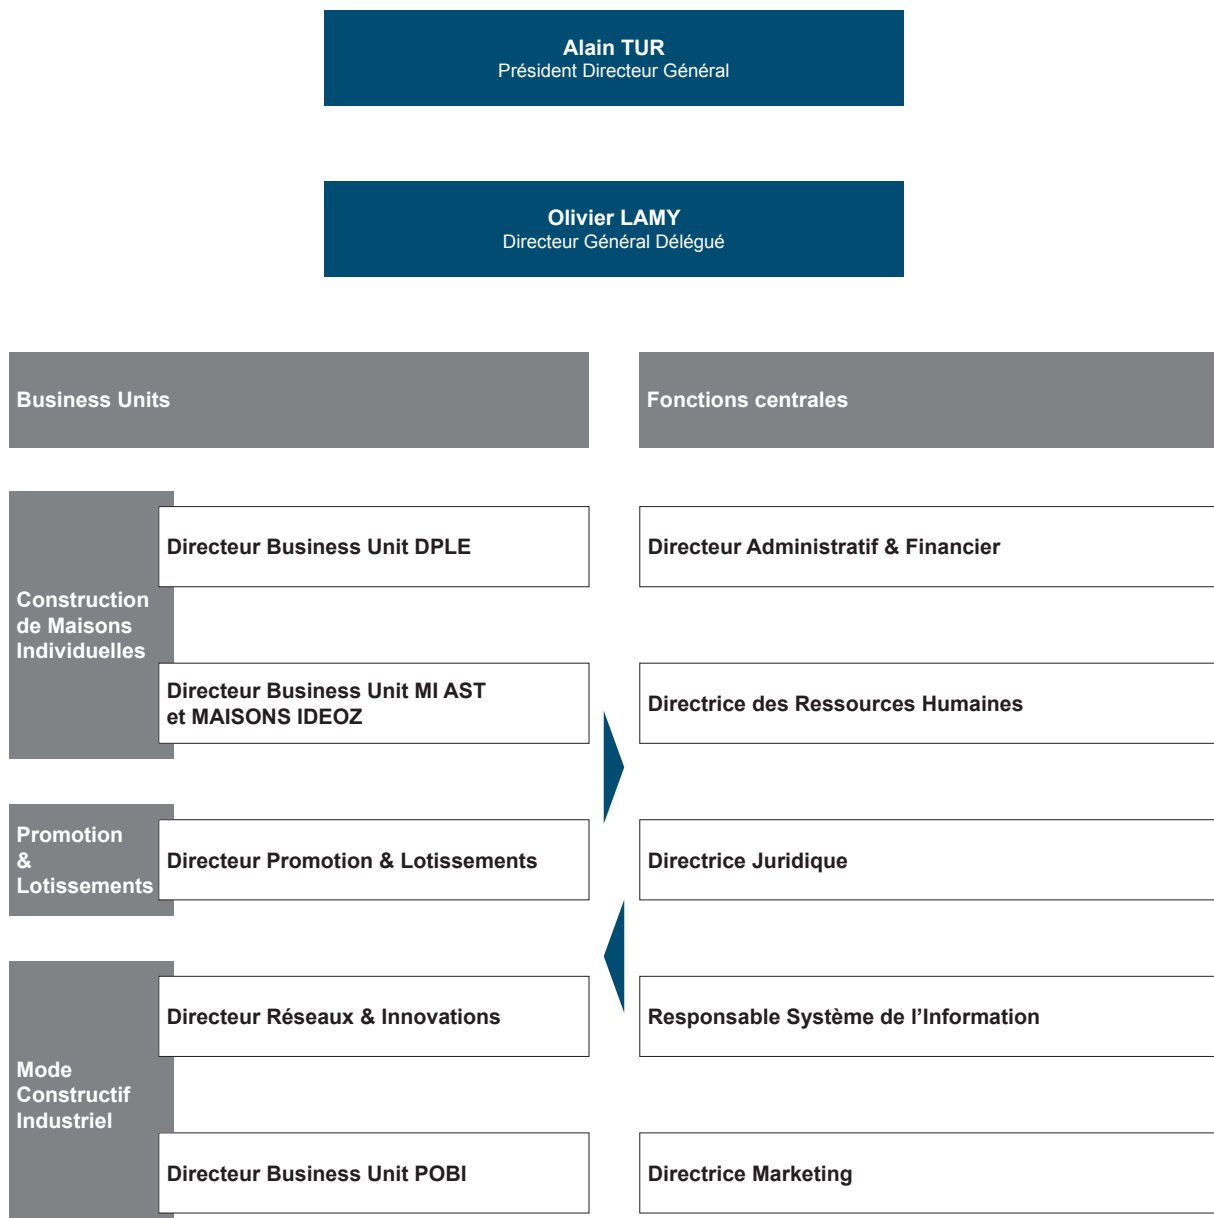 Alain TUR
Président Directeur Général
Olivier LAMY
Directeur Général Délégué
Business Units
Fonctions centrales
Construction
de Maisons
Individuelles
Directeur Business Unit DPLE
Directeur Business Unit MI AST
et MAISONS IDEOZ
Promotion
&
Lotissements
Directeur Promotion & Lotissements
Mode
Constructif
Industriel
Directeur Réseaux & Innovations
Directeur Business Unit POBI
Directeur Administratif & Financier
Directrice des Ressources Humaines
Directrice Juridique
Responsable Système de l’Information
Directrice Marketing